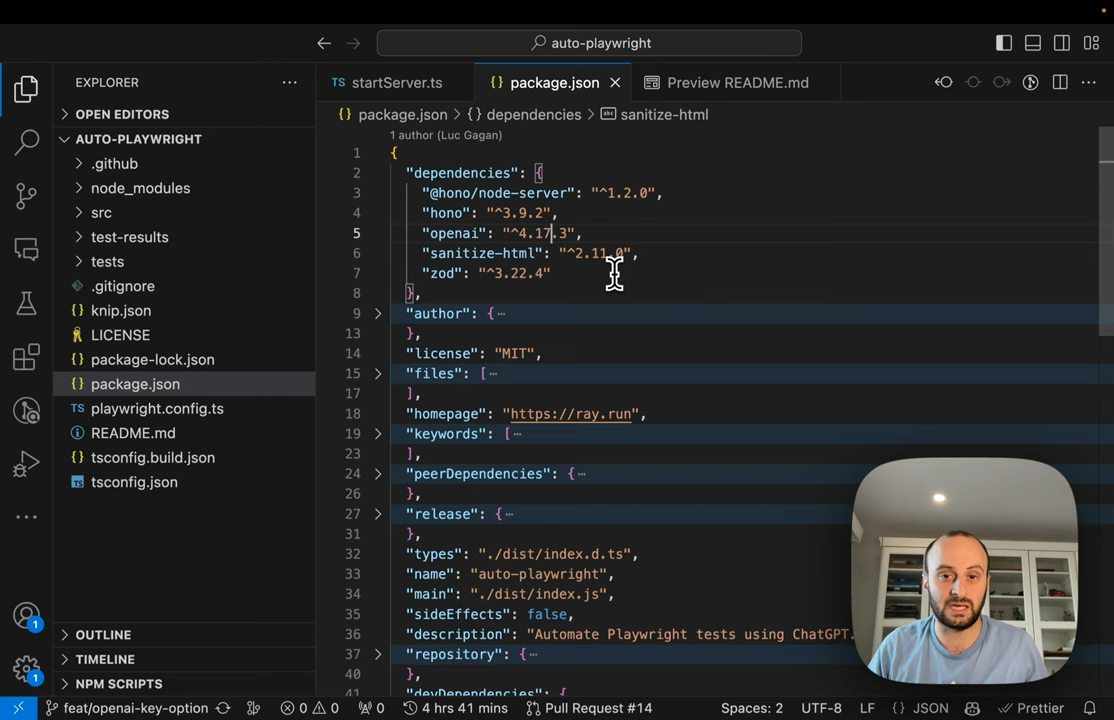 auto-playwright
EXPLORER
OPEN EDITORS
AUTO-PLAYWRIGHT
.github
node_modules
src
test-results
tests
.gitignore
knip.json
LICENSE
package-lock.json
package.json
playwright.config.ts
README.md
tsconfig.build.json
tsconfig.json
OUTLINE
TIMELINE
NPM SCRIPTS
TS startServer.ts
{} package.json
Preview README.md
{} package.json > {} dependencies > abc sanitize-html
1 author (Luc Gagan)
1 {
2 "dependencies": {
3 "@hono/node-server": "^1.2.0",
4 "hono": "^3.9.2",
5 "openai": "^4.17.3",
6 "sanitize-html": "^2.11.0",
7 "zod": "^3.22.4"
8 },
9 "author": {
13 },
14 "license": "MIT",
15 "files": [
17 ],
18 "homepage": "https://ray.run",
19 "keywords": [
23 ],
24 "peerDependencies": {
26 },
27 "release": {
31 },
32 "types": "./dist/index.d.ts",
33 "name": "auto-playwright",
34 "main": "./dist/index.js",
35 "sideEffects": false,
36 "description": "Automate Playwright tests using ChatGPT.
37 "repository": {
40 },
41 "devDependencies": {
1
1
feat/openai-key-option 0 0 0 4 hrs 41 mins Pull Request #14 Spaces: 2 UTF-8 LF {} JSON Prettier